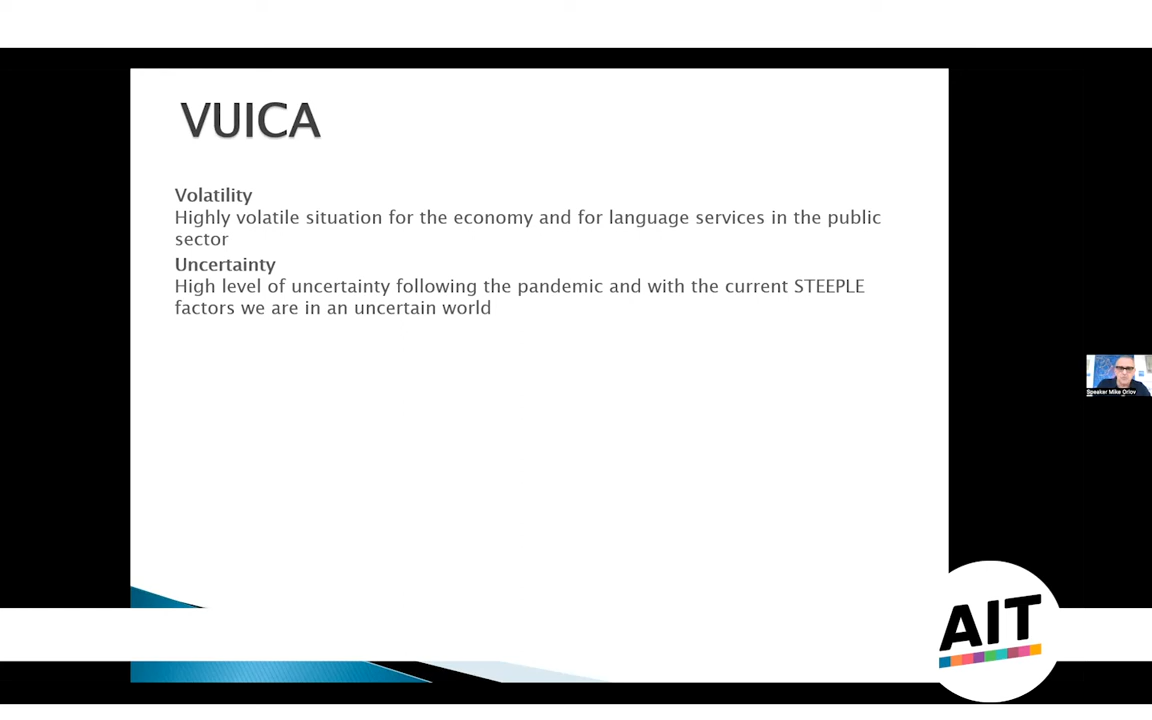 VUICA
Volatility
Highly volatile situation for the economy and for language services in the public
sector
Uncertainty
High level of uncertainty following the pandemic and with the current STEEPLE
factors we are in an uncertain world
Speaker Mike Orlov
AIT